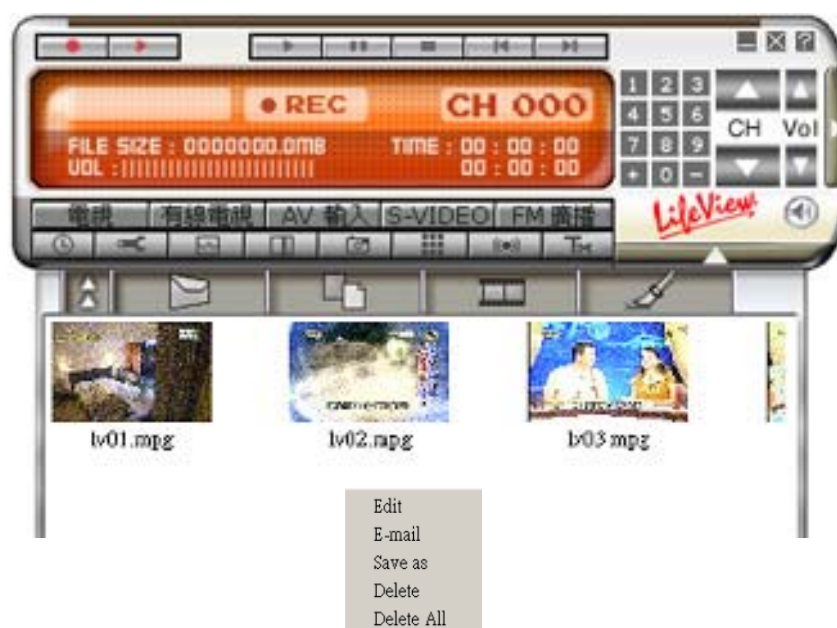 ● REC CH 000
FILE SIZE : 0000000.0MB TIME : 00 : 00 : 00
VOL : 00 : 00 : 00
1 2 3
4 5 6
7 8 9
+ 0 −
CH Vol
電視 有線電視 AV 輸入 S-VIDEO FM 廣播
LifeView
lv01.mpg lv02.mpg lv03.mpg
Edit
E-mail
Save as
Delete
Delete All